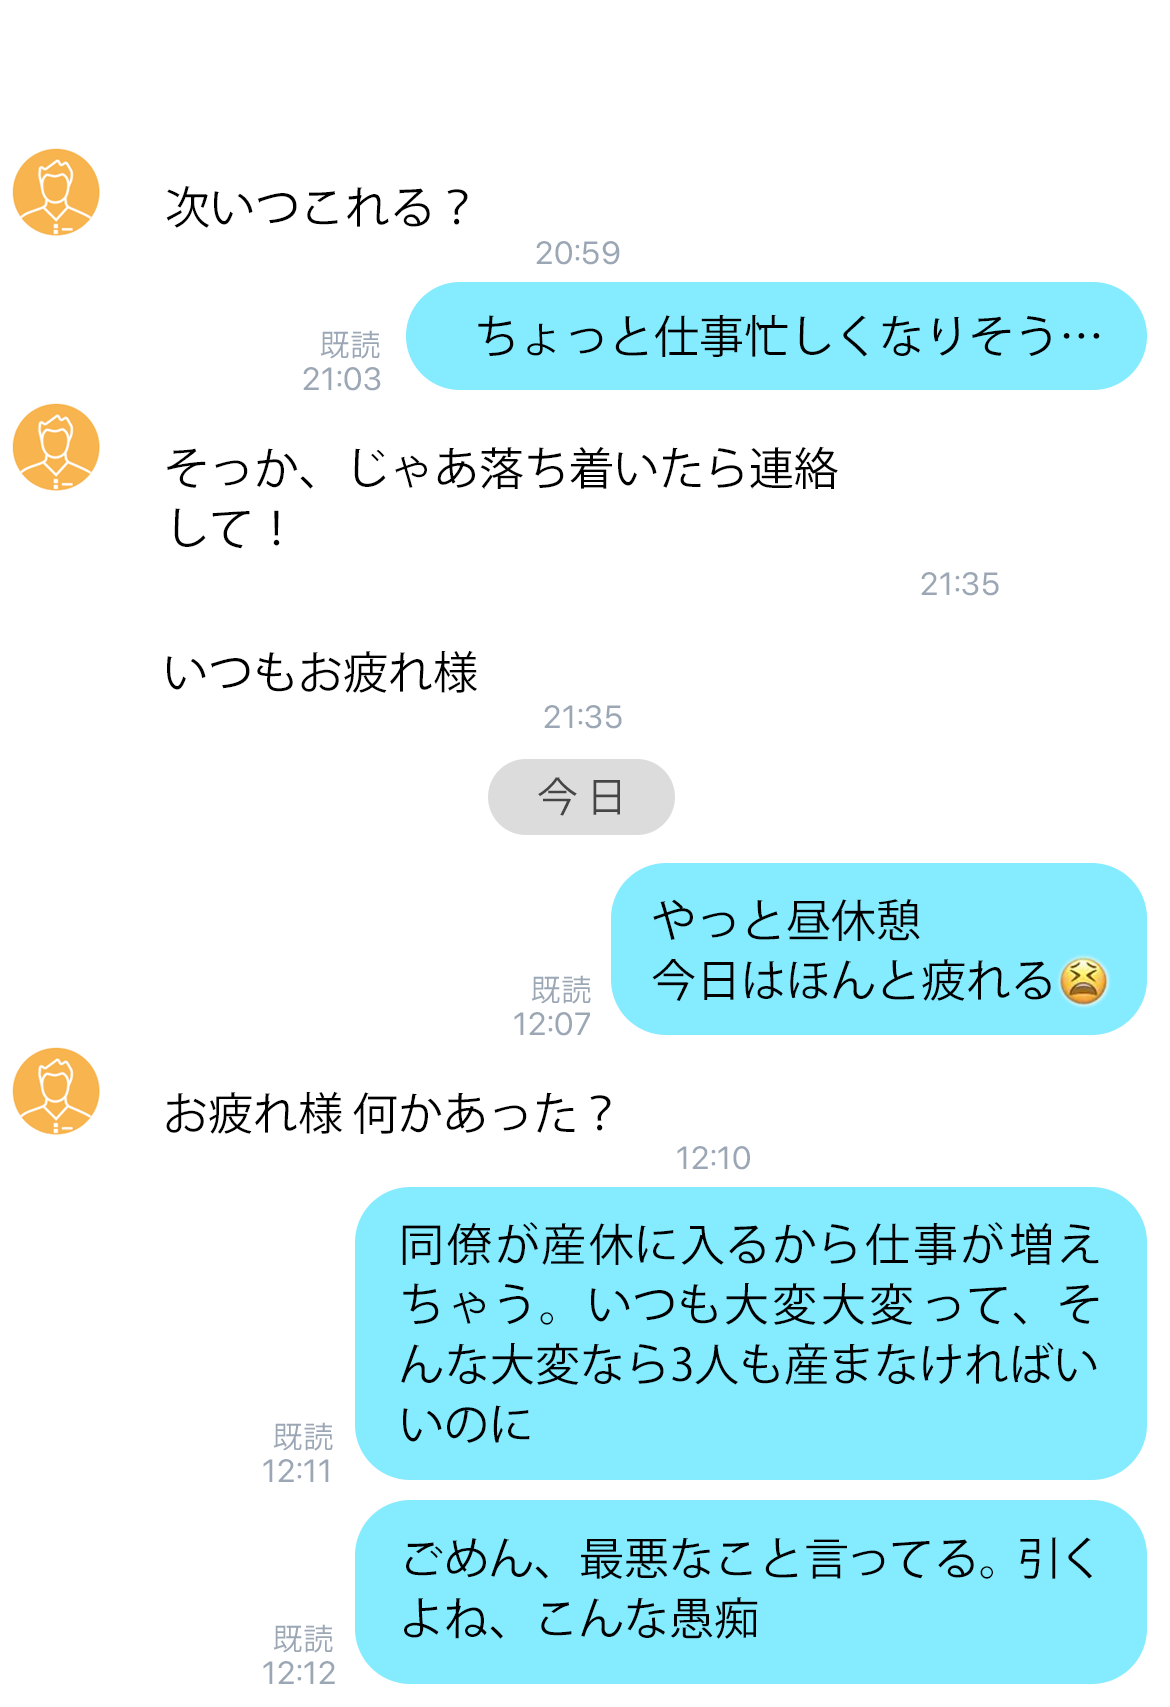 次いつこれる？
20:59
ちょっと仕事忙しくなりそう…
既読
21:03
そっか、じゃあ落ち着いたら連絡
して！
21:35
いつもお疲れ様
21:35
今日
やっと昼休憩
今日はほんと疲れる😫
既読
12:07
お疲れ様 何かあった？
12:10
同僚が産休に入るから仕事が増え
ちゃう。いつも大変大変って、そ
んな大変なら3人も産まなければい
いのに
既読
12:11
ごめん、最悪なこと言ってる。引く
よね、こんな愚痴
既読
12:12